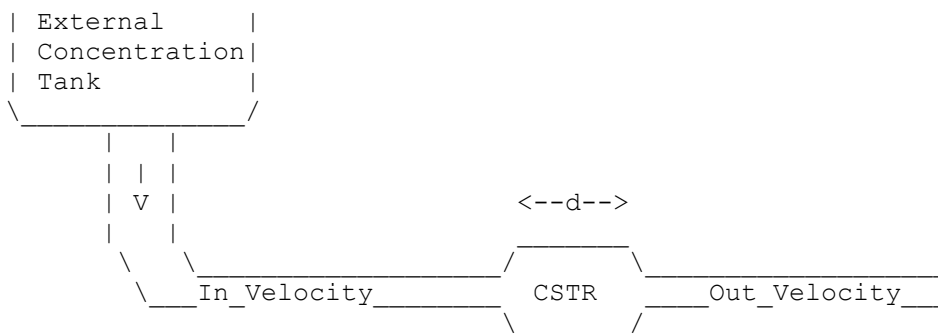 External
Concentration
Tank
V
<--d-->
In_Velocity
CSTR
Out_Velocity